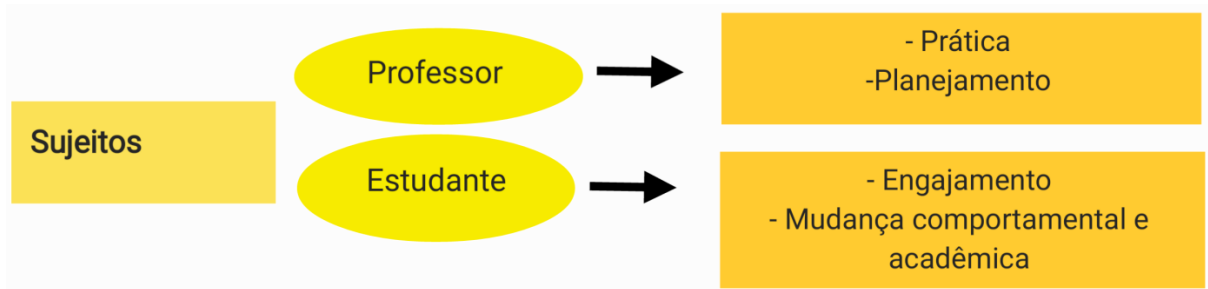 Sujeitos
Professor
- Prática
-Planejamento
Estudante
- Engajamento
- Mudança comportamental e
acadêmica